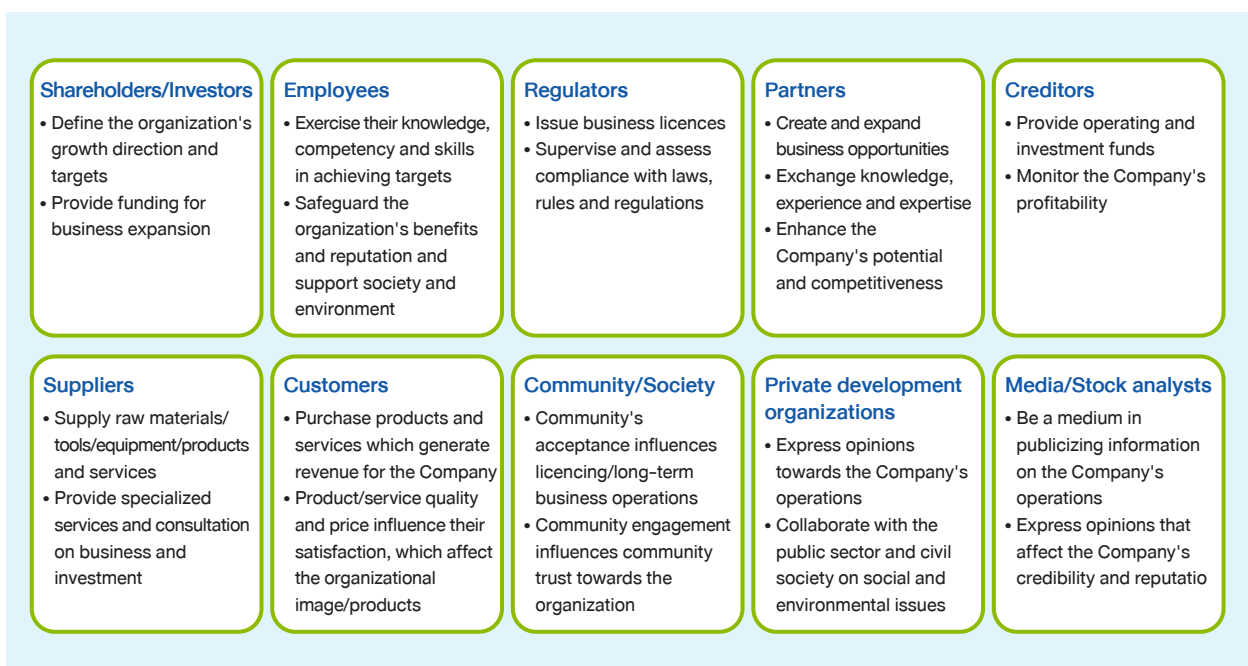 Shareholders/Investors
• Define the organization's
growth direction and
targets
• Provide funding for
business expansion
Employees
• Exercise their knowledge,
competency and skills
in achieving targets
• Safeguard the
organization's benefits
and reputation and
support society and
environment
Regulators
• Issue business licences
• Supervise and assess
compliance with laws,
rules and regulations
Partners
• Create and expand
business opportunities
• Exchange knowledge,
experience and expertise
• Enhance the
Company's potential
and competitiveness
Creditors
• Provide operating and
investment funds
• Monitor the Company's
profitability
Suppliers
• Supply raw materials/
tools/equipment/products
and services
• Provide specialized
services and consultation
on business and
investment
Customers
• Purchase products and
services which generate
revenue for the Company
• Product/service quality
and price influence their
satisfaction, which affect
the organizational
image/products
Community/Society
• Community's
acceptance influences
licencing/long-term
business operations
• Community engagement
influences community
trust towards the
organization
Private development
organizations
• Express opinions
towards the Company's
operations
• Collaborate with the
public sector and civil
society on social and
environmental issues
Media/Stock analysts
• Be a medium in
publicizing information
on the Company's
operations
• Express opinions that
affect the Company's
credibility and reputatio